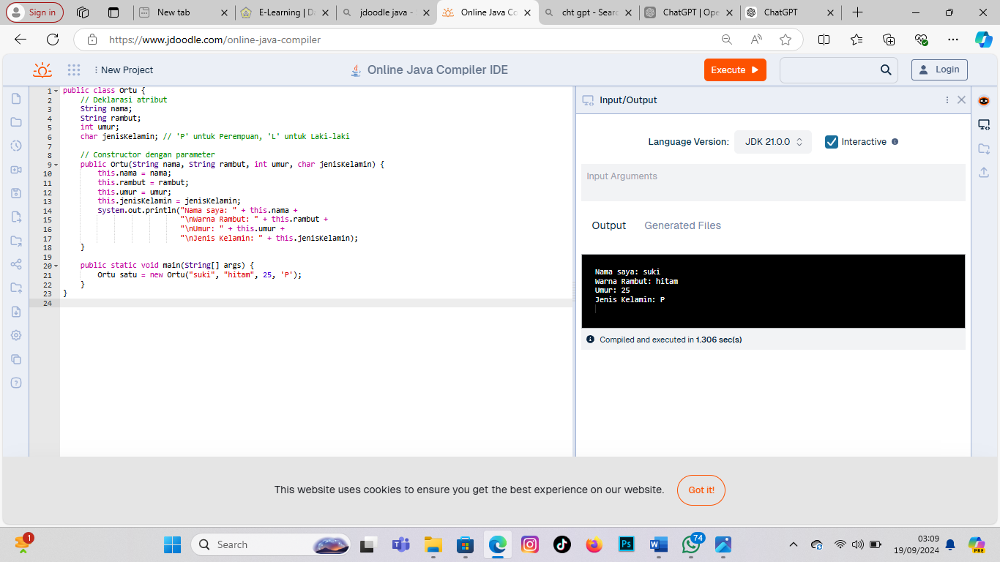 Sign in
New tab
E-Learning | Da
jdoodle java -
Online Java Co
cht gpt - Searc
ChatGPT | Ope
ChatGPT
https://www.jdoodle.com/online-java-compiler
New Project
Online Java Compiler IDE
Execute
Login
1 public class Ortu {
2 // Deklarasi atribut
3 String nama;
4 String rambut;
5 int umur;
6 char jenisKelamin; // 'P' untuk Perempuan, 'L' untuk Laki-laki
7
8 // Constructor dengan parameter
9 public Ortu(String nama, String rambut, int umur, char jenisKelamin) {
10 this.nama = nama;
11 this.rambut = rambut;
12 this.umur = umur;
13 this.jenisKelamin = jenisKelamin;
14 System.out.println("Nama saya: " + this.nama +
15 "\nWarna Rambut: " + this.rambut +
16 "\nUmur: " + this.umur +
17 "\nJenis Kelamin: " + this.jenisKelamin);
18 }
19
20 public static void main(String[] args) {
21 Ortu satu = new Ortu("suki", "hitam", 25, 'P');
22 }
23 }
24
Input/Output
Language Version: JDK 21.0.0 Interactive
Input Arguments
Output Generated Files
Nama saya: suki
Warna Rambut: hitam
Umur: 25
Jenis Kelamin: P
Compiled and executed in 1.306 sec(s)
This website uses cookies to ensure you get the best experience on our website. Got it!
1
Search
Ps
W
74
03:09
19/09/2024
PRE